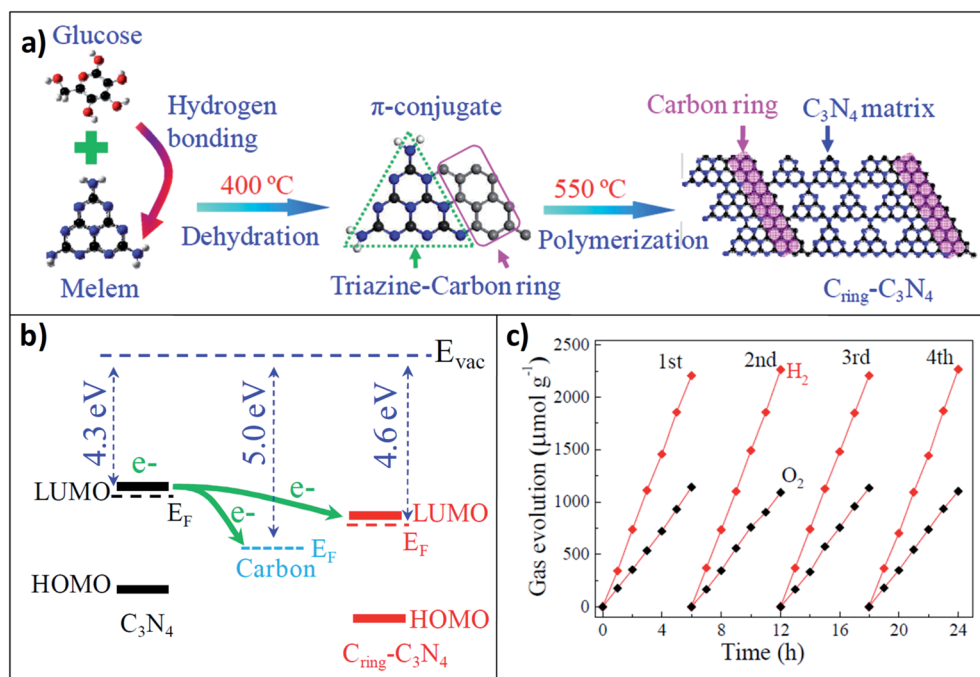 a)
Glucose
Hydrogen
bonding
Melem
400 ºC
Dehydration
π-conjugate
Triazine-Carbon ring
550 ºC
Polymerization
Carbon ring
C₃N₄ matrix
Cring-C₃N₄
b)
Evac
4.3 eV
5.0 eV
4.6 eV
e-
e-
e-
LUMO
EF
HOMO
C₃N₄
EF
Carbon
LUMO
EF
HOMO
Cring-C₃N₄
c)
Gas evolution (μmol g⁻¹)
2500
2000
1500
1000
500
0
1st
2nd
3rd
4th
H₂
O₂
0 4 8 12 16 20 24
Time (h)